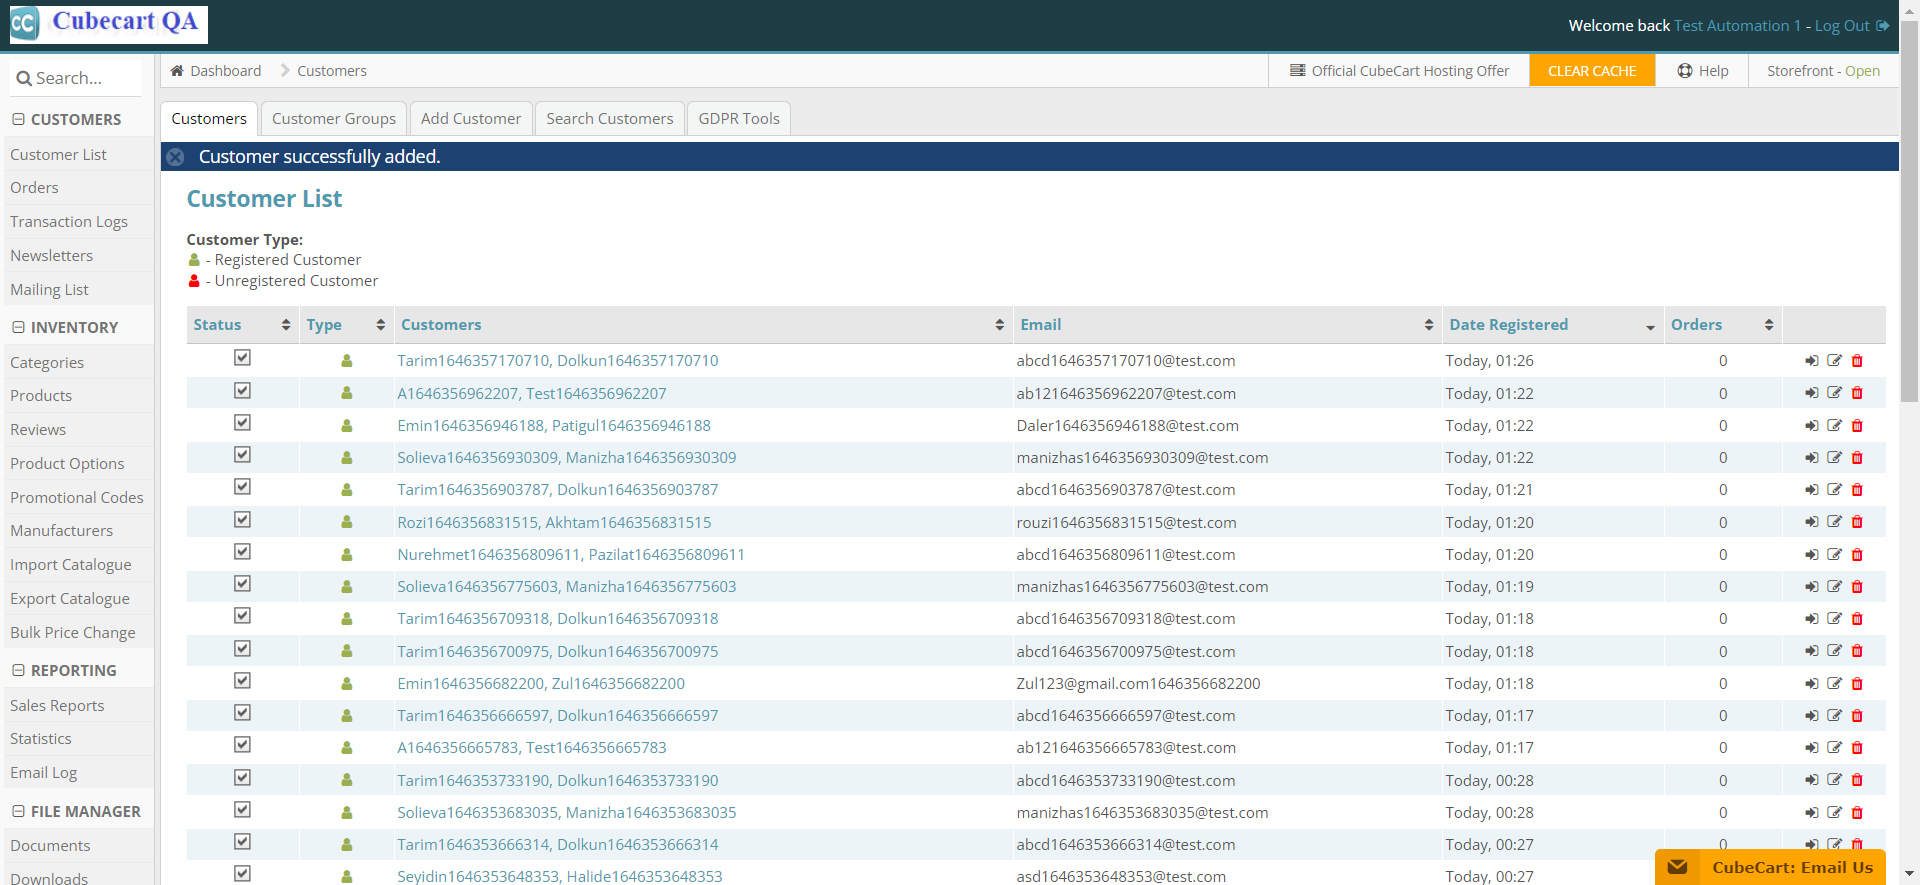 CC Cubecart QA
Welcome back Test Automation 1 - Log Out
Search...
Dashboard Customers Official CubeCart Hosting Offer CLEAR CACHE Help Storefront - Open
CUSTOMERS
Customer List
Orders
Transaction Logs
Newsletters
Mailing List
INVENTORY
Categories
Products
Reviews
Product Options
Promotional Codes
Manufacturers
Import Catalogue
Export Catalogue
Bulk Price Change
REPORTING
Sales Reports
Statistics
Email Log
FILE MANAGER
Documents
Downloads
Customers Customer Groups Add Customer Search Customers GDPR Tools
Customer successfully added.
Customer List
Customer Type:
- Registered Customer
- Unregistered Customer
Status Type Customers Email Date Registered Orders
Tarim1646357170710, Dolkun1646357170710 abcd1646357170710@test.com Today, 01:26 0
A1646356962207, Test1646356962207 ab121646356962207@test.com Today, 01:22 0
Emin1646356946188, Patigul1646356946188 Daler1646356946188@test.com Today, 01:22 0
Solieva1646356930309, Manizha1646356930309 manizhas1646356930309@test.com Today, 01:22 0
Tarim1646356903787, Dolkun1646356903787 abcd1646356903787@test.com Today, 01:21 0
Rozi1646356831515, Akhtam1646356831515 rouzi1646356831515@test.com Today, 01:20 0
Nurehmet1646356809611, Pazilat1646356809611 abcd1646356809611@test.com Today, 01:20 0
Solieva1646356775603, Manizha1646356775603 manizhas1646356775603@test.com Today, 01:19 0
Tarim1646356709318, Dolkun1646356709318 abcd1646356709318@test.com Today, 01:18 0
Tarim1646356700975, Dolkun1646356700975 abcd1646356700975@test.com Today, 01:18 0
Emin1646356682200, Zul1646356682200 Zul123@gmail.com1646356682200 Today, 01:18 0
Tarim1646356666597, Dolkun1646356666597 abcd1646356666597@test.com Today, 01:17 0
A1646356665783, Test1646356665783 ab121646356665783@test.com Today, 01:17 0
Tarim1646353733190, Dolkun1646353733190 abcd1646353733190@test.com Today, 00:28 0
Solieva1646353683035, Manizha1646353683035 manizhas1646353683035@test.com Today, 00:28 0
Tarim1646353666314, Dolkun1646353666314 abcd1646353666314@test.com Today, 00:27 0
Seyidin1646353648353, Halide1646353648353 asd1646353648353@test.com Today, 00:27
CubeCart: Email Us